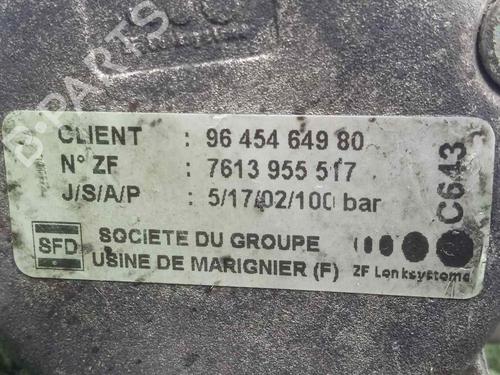 B-PARTS
CLIENT : 96 454 649 80
N° ZF : 7613 955 517
J/S/A/P : 5/17/02/100 bar
C643
SFD SOCIETE DU GROUPE
USINE DE MARIGNIER (F) ZF Lenksysteme